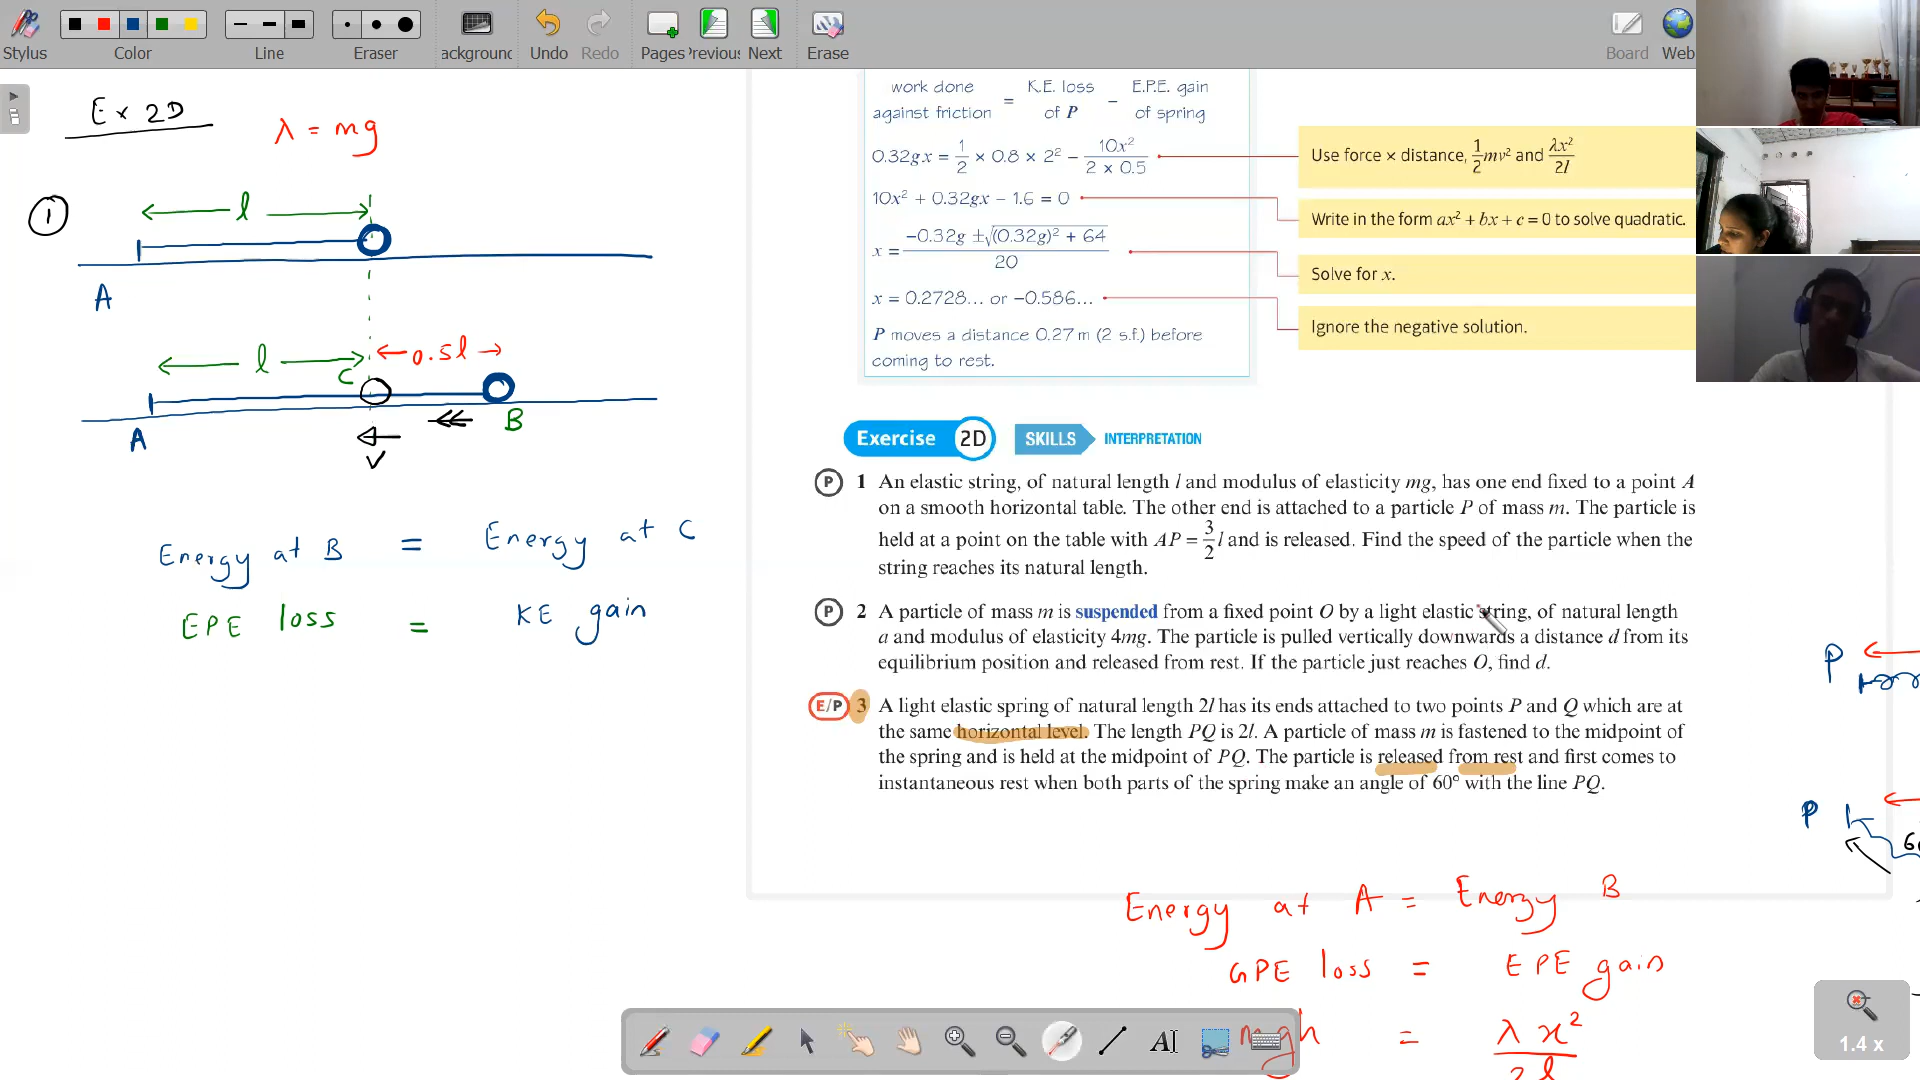 Stylus
Color
Line
Eraser
ackground
Undo
Redo
Pages
Previous
Next
Erase
Board
Web
Ex 2D
λ = mg
1
l
A
l
0.5l
C
A
B
V
Energy at B = Energy at C
EPE loss = KE gain
work done against friction = K.E. loss of P − E.P.E. gain of spring
0.32gx = 1/2 × 0.8 × 2² − 10x²/(2 × 0.5)
10x² + 0.32gx − 1.6 = 0
x = (−0.32g ±√((0.32g)² + 64))/20
x = 0.2728... or −0.586...
P moves a distance 0.27 m (2 s.f.) before
coming to rest.
Use force × distance, 1/2 mv² and λx²/2l
Write in the form ax² + bx + c = 0 to solve quadratic.
Solve for x.
Ignore the negative solution.
Exercise 2D SKILLS INTERPRETATION
P 1 An elastic string, of natural length l and modulus of elasticity mg, has one end fixed to a point A
on a smooth horizontal table. The other end is attached to a particle P of mass m. The particle is
held at a point on the table with AP = 3/2 l and is released. Find the speed of the particle when the
string reaches its natural length.
P 2 A particle of mass m is suspended from a fixed point O by a light elastic string, of natural length
a and modulus of elasticity 4mg. The particle is pulled vertically downwards a distance d from its
equilibrium position and released from rest. If the particle just reaches O, find d.
E/P 3 A light elastic spring of natural length 2l has its ends attached to two points P and Q which are at
the same horizontal level. The length PQ is 2l. A particle of mass m is fastened to the midpoint of
the spring and is held at the midpoint of PQ. The particle is released from rest and first comes to
instantaneous rest when both parts of the spring make an angle of 60° with the line PQ.
P
P
Energy at A = Energy B
GPE loss = EPE gain
mgh = λx²/2l
1.4 x